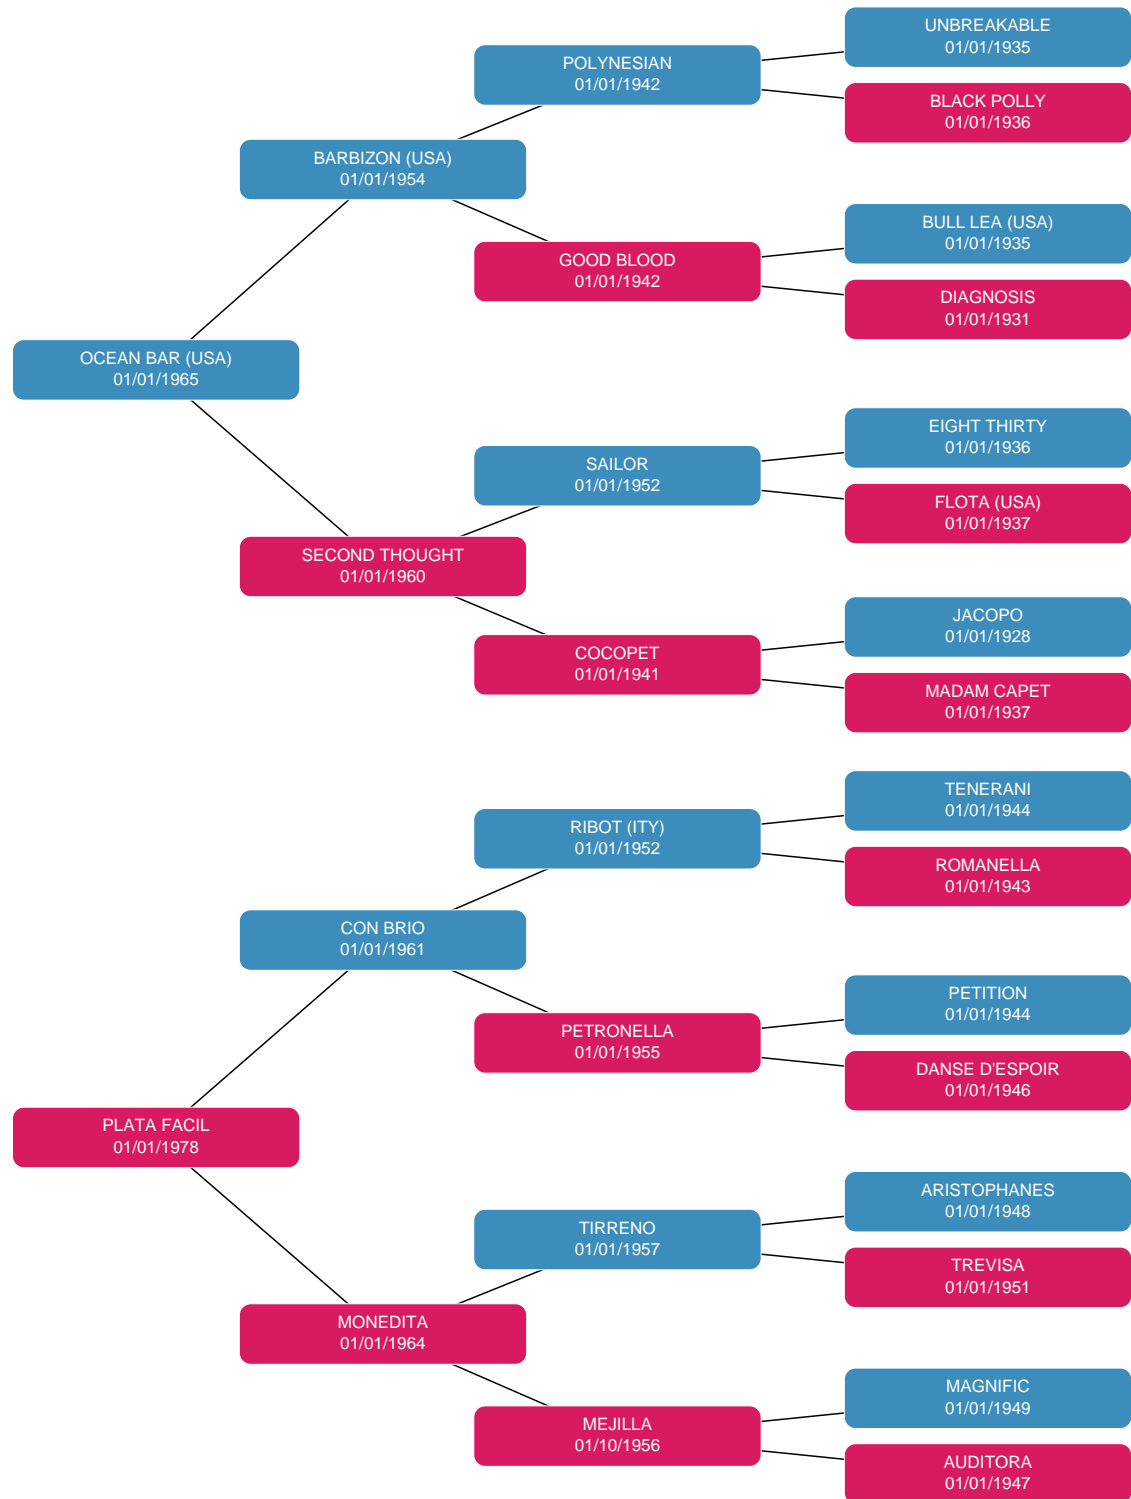 UNBREAKABLE
01/01/1935
POLYNESIAN
01/01/1942
BLACK POLLY
01/01/1936
BARBIZON (USA)
01/01/1954
BULL LEA (USA)
01/01/1935
GOOD BLOOD
01/01/1942
DIAGNOSIS
01/01/1931
OCEAN BAR (USA)
01/01/1965
EIGHT THIRTY
01/01/1936
SAILOR
01/01/1952
FLOTA (USA)
01/01/1937
SECOND THOUGHT
01/01/1960
JACOPO
01/01/1928
COCOPET
01/01/1941
MADAM CAPET
01/01/1937
TENERANI
01/01/1944
RIBOT (ITY)
01/01/1952
ROMANELLA
01/01/1943
CON BRIO
01/01/1961
PETITION
01/01/1944
PETRONELLA
01/01/1955
DANSE D'ESPOIR
01/01/1946
PLATA FACIL
01/01/1978
ARISTOPHANES
01/01/1948
TIRRENO
01/01/1957
TREVISA
01/01/1951
MONEDITA
01/01/1964
MAGNIFIC
01/01/1949
MEJILLA
01/10/1956
AUDITORA
01/01/1947